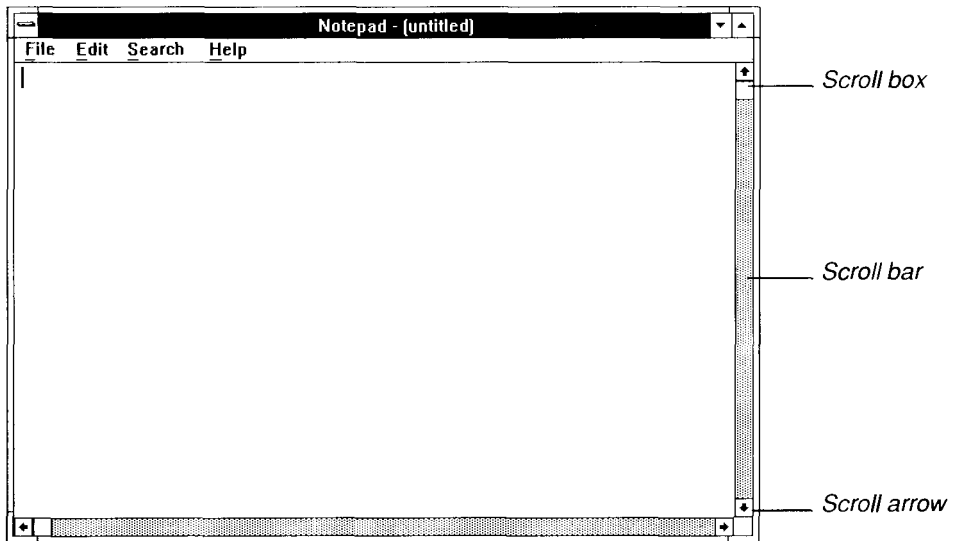 Notepad - (untitled)
File Edit Search Help
Scroll box
Scroll bar
Scroll arrow